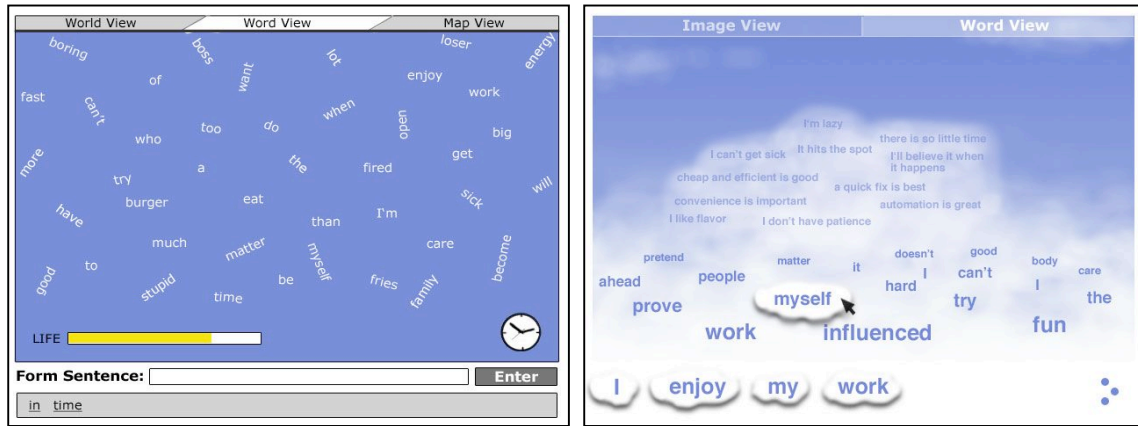 World View Word View Map View
boring
boss
lot
loser
energy
of
want
enjoy
work
fast
can't
when
open
who
too
do
big
more
a
the
fired
get
try
burger
eat
sick
will
have
than
I'm
much
matter
myself
care
become
good
to
stupid
time
be
fries
family
LIFE
Form Sentence: Enter
in time
Image View Word View
I'm lazy
there is so little time
I can't get sick
It hits the spot
I'll believe it when
it happens
cheap and efficient is good
a quick fix is best
convenience is important
automation is great
I like flavor
I don't have patience
pretend
matter
it
doesn't
good
body
care
ahead
people
hard
I
can't
I
prove
myself
try
the
work
influenced
fun
I enjoy my work